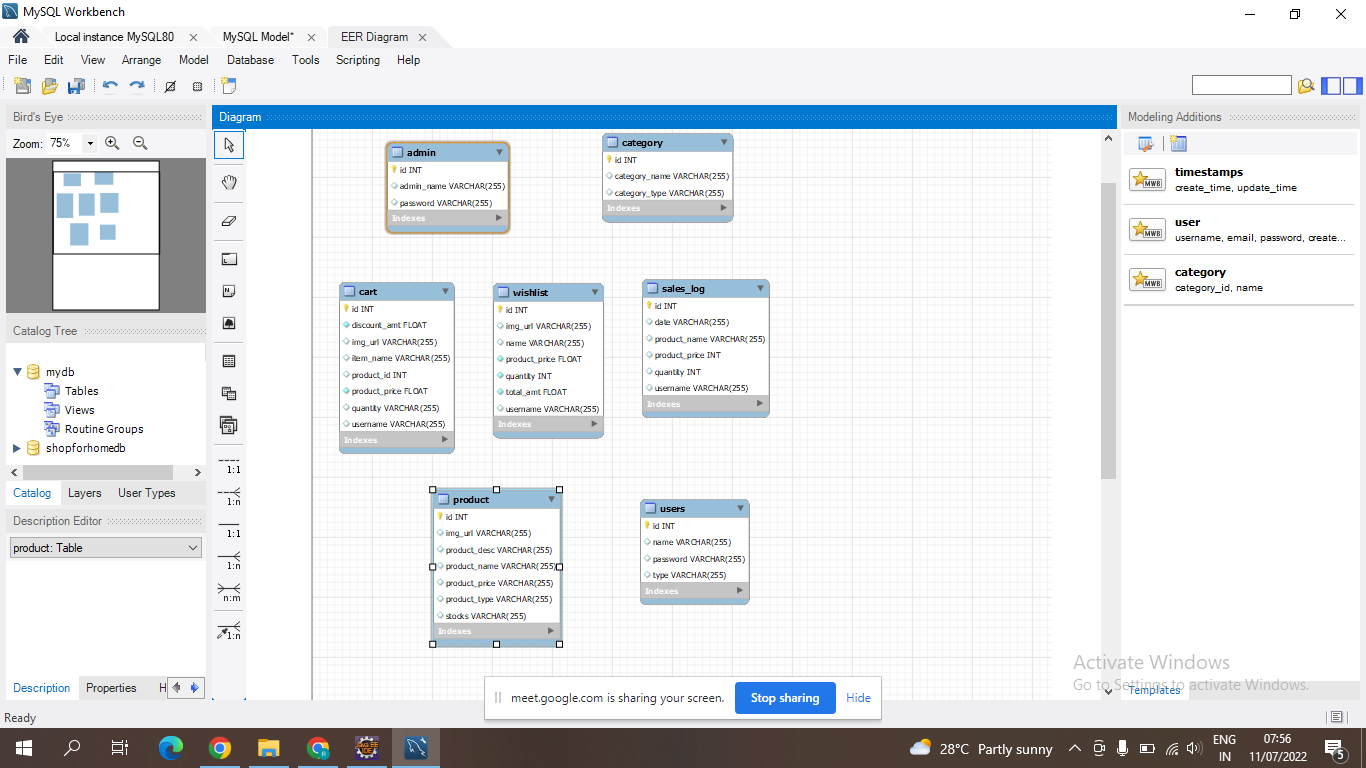 MySQL Workbench
Local instance MySQL80
MySQL Model*
EER Diagram
File Edit View Arrange Model Database Tools Scripting Help
Bird's Eye
Zoom: 75%
Catalog Tree
mydb
Tables
Views
Routine Groups
shopforhomedb
Catalog Layers User Types
Description Editor
product: Table
Description Properties H
Diagram
1:1
1:n
1:1
1:n
n:m
1:n
admin
id INT
admin_name VARCHAR(255)
password VARCHAR(255)
Indexes
category
id INT
category_name VARCHAR(255)
category_type VARCHAR(255)
Indexes
cart
id INT
discount_amt FLOAT
img_url VARCHAR(255)
item_name VARCHAR(255)
product_id INT
product_price FLOAT
quantity VARCHAR(255)
username VARCHAR(255)
Indexes
wishlist
id INT
img_url VARCHAR(255)
name VARCHAR(255)
product_price FLOAT
quantity INT
total_amt FLOAT
username VARCHAR(255)
Indexes
sales_log
id INT
date VARCHAR(255)
product_name VARCHAR(255)
product_price INT
quantity INT
username VARCHAR(255)
Indexes
product
id INT
img_url VARCHAR(255)
product_desc VARCHAR(255)
product_name VARCHAR(255)
product_price VARCHAR(255)
product_type VARCHAR(255)
stocks VARCHAR(255)
Indexes
users
id INT
name VARCHAR(255)
password VARCHAR(255)
type VARCHAR(255)
Indexes
Modeling Additions
MWB
timestamps
create_time, update_time
MWB
user
username, email, password, create...
MWB
category
category_id, name
Activate Windows
Go to Settings to activate Windows.
Templates
meet.google.com is sharing your screen. Stop sharing Hide
Ready
28°C Partly sunny
ENG
IN
07:56
11/07/2022
5